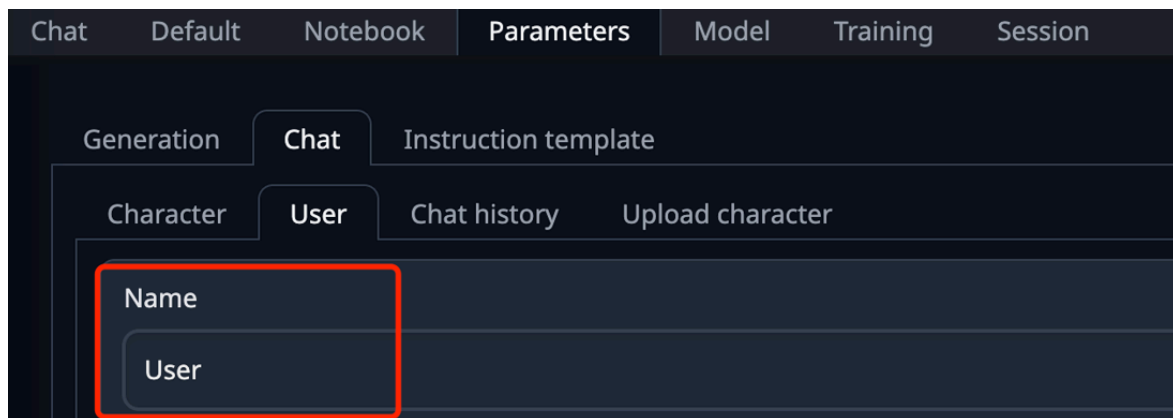 Chat Default Notebook Parameters Model Training Session
Generation Chat Instruction template
Character User Chat history Upload character
Name
User